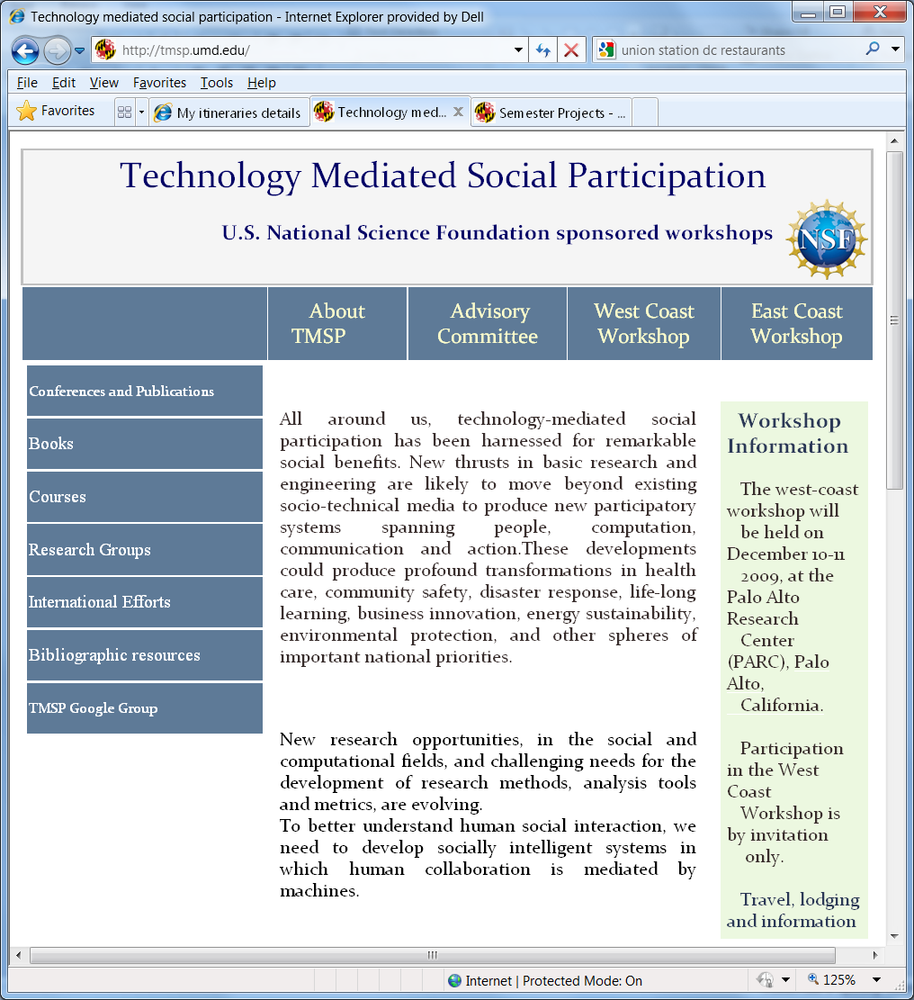 Technology mediated social participation - Internet Explorer provided by Dell
http://tmsp.umd.edu/
union station dc restaurants
File Edit View Favorites Tools Help
Favorites
My itineraries details
Technology med...
Semester Projects - ...
Technology Mediated Social Participation
U.S. National Science Foundation sponsored workshops
NSF
About
TMSP
Advisory
Committee
West Coast
Workshop
East Coast
Workshop
Conferences and Publications
Books
Courses
Research Groups
International Efforts
Bibliographic resources
TMSP Google Group
All around us, technology-mediated social
participation has been harnessed for remarkable
social benefits. New thrusts in basic research and
engineering are likely to move beyond existing
socio-technical media to produce new participatory
systems spanning people, computation,
communication and action.These developments
could produce profound transformations in health
care, community safety, disaster response, life-long
learning, business innovation, energy sustainability,
environmental protection, and other spheres of
important national priorities.
New research opportunities, in the social and
computational fields, and challenging needs for the
development of research methods, analysis tools
and metrics, are evolving.
To better understand human social interaction, we
need to develop socially intelligent systems in
which human collaboration is mediated by
machines.
Workshop
Information
The west-coast
workshop will
be held on
December 10-11
2009, at the
Palo Alto
Research
Center
(PARC), Palo
Alto,
California.
Participation
in the West
Coast
Workshop is
by invitation
only.
Travel, lodging
and information
Internet | Protected Mode: On
125%